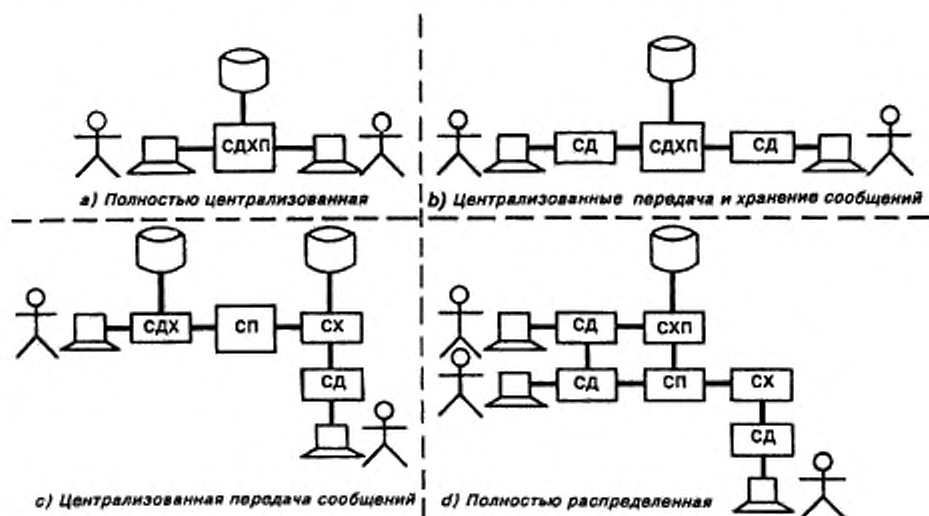 СДХП
а) Полностью централизованная
СД СДХП СД
b) Централизованные передача и хранение сообщений
СДХ СП СХ
СД
c) Централизованная передача сообщений
СД СХП
СД СП СХ
СД
d) Полностью распределенная